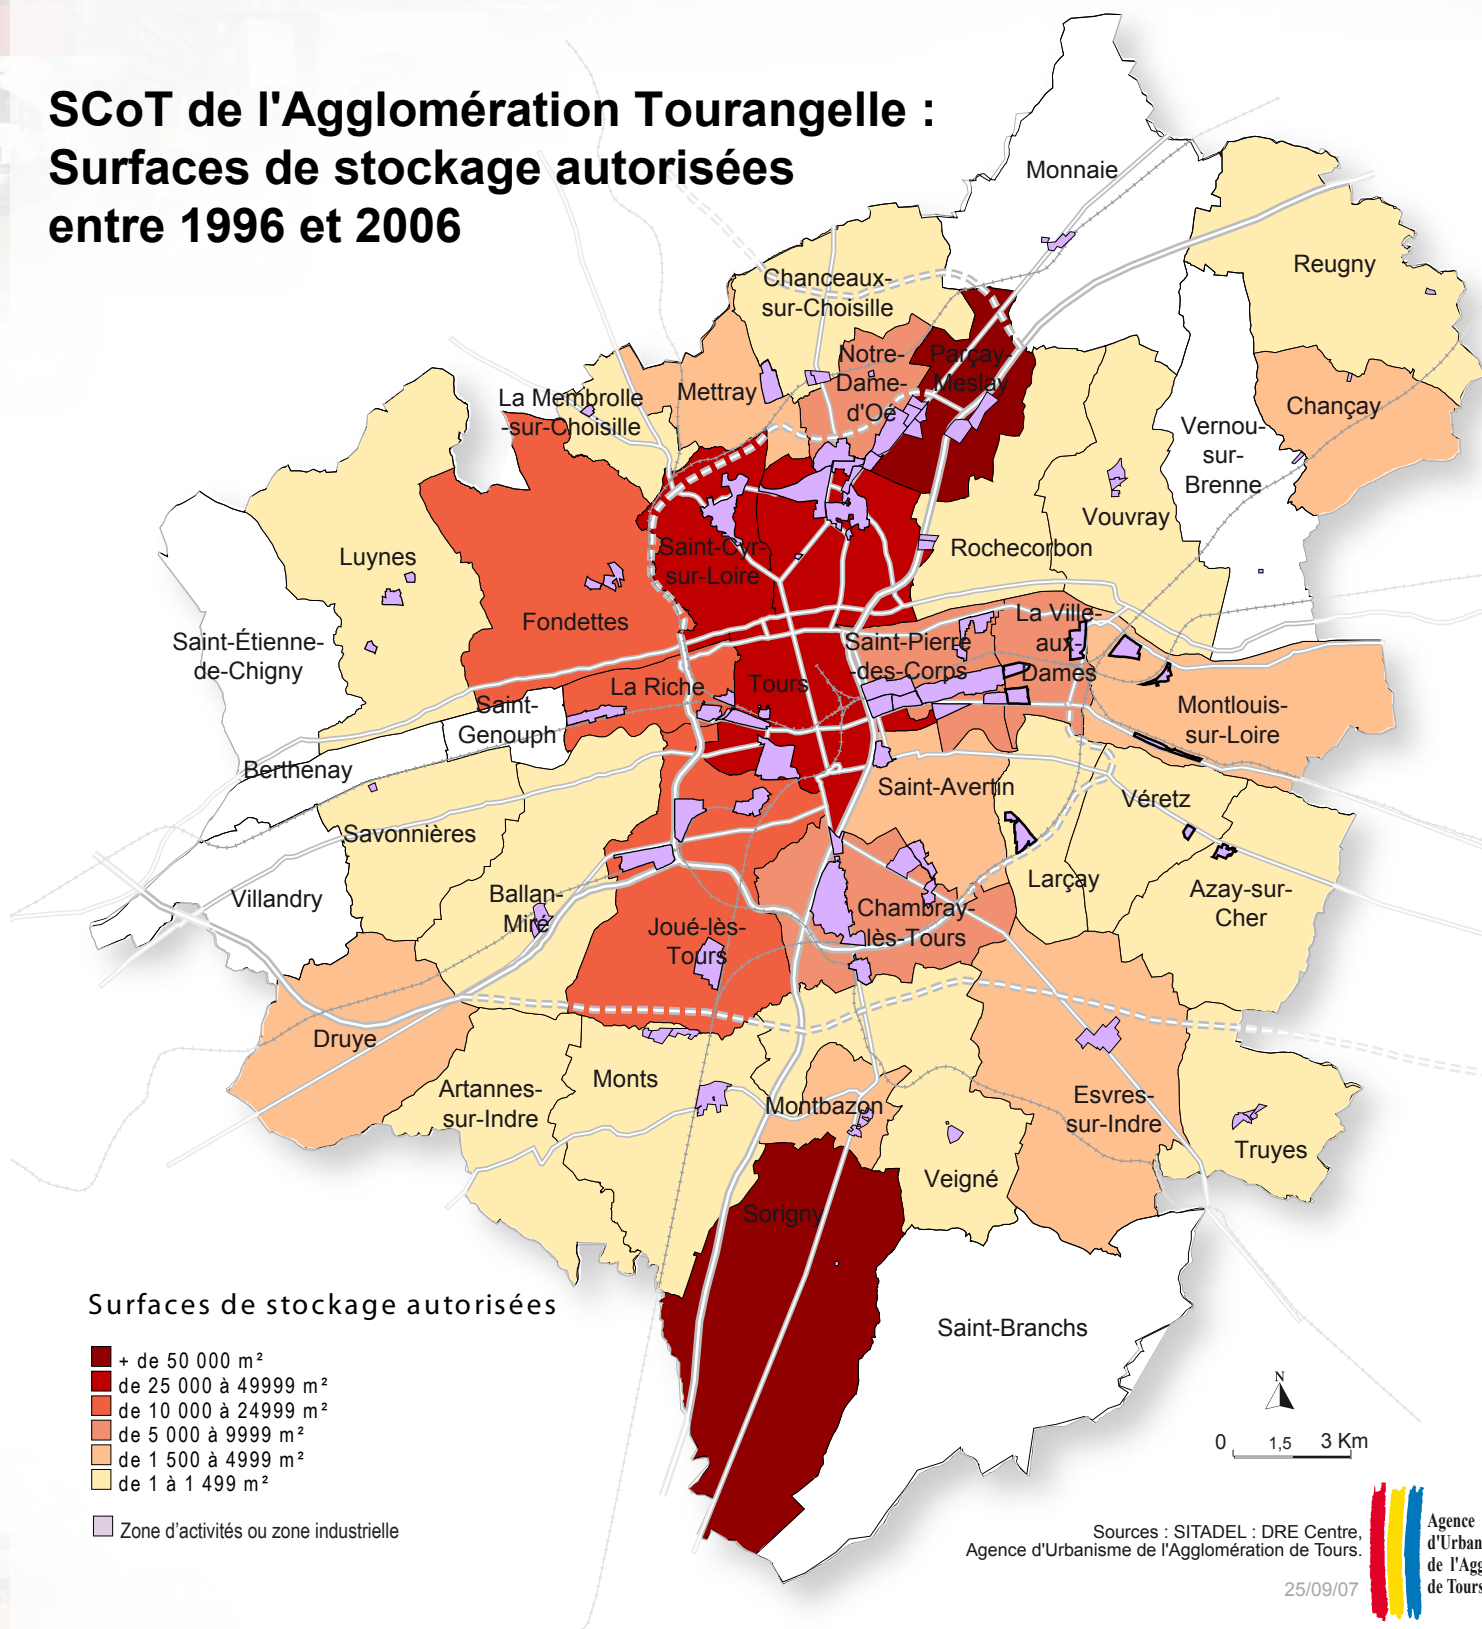 SCoT de l'Agglomération Tourangelle :
Surfaces de stockage autorisées
entre 1996 et 2006
Monnaie
Reugny
Chanceaux-
sur-Choisille
Notre-
Dame-
d'Oé
Parçay-
Meslay
Mettray
La Membrolle
-sur-Choisille
Chançay
Vernou-
sur-
Brenne
Vouvray
Rochecorbon
Luynes
Saint-Cyr-
sur-Loire
Fondettes
Saint-Étienne-
de-Chigny
La Ville-
aux-
Dames
Saint-Pierre
-des-Corps
La Riche
Tours
Saint-
Genouph
Montlouis-
sur-Loire
Berthenay
Saint-Avertin
Véretz
Savonnières
Larçay
Azay-sur-
Cher
Villandry
Ballan-
Miré
Joué-lès-
Tours
Chambray-
lès-Tours
Druye
Artannes-
sur-Indre
Monts
Montbazon
Esvres-
sur-Indre
Truyes
Veigné
Sorigny
Saint-Branchs
Surfaces de stockage autorisées
+ de 50 000 m²
de 25 000 à 49999 m²
de 10 000 à 24999 m²
de 5 000 à 9999 m²
de 1 500 à 4999 m²
de 1 à 1 499 m²
Zone d'activités ou zone industrielle
N
0 1,5 3 Km
Sources : SITADEL : DRE Centre,
Agence d'Urbanisme de l'Agglomération de Tours.
25/09/07
Agence
d'Urban
de l'Agg
de Tours